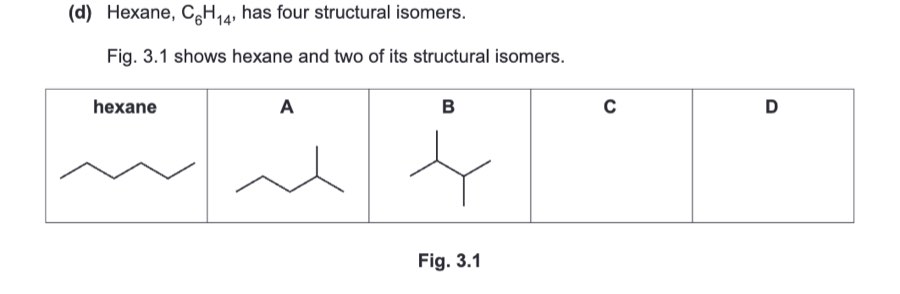 (d) Hexane, C₆H₁₄, has four structural isomers.
Fig. 3.1 shows hexane and two of its structural isomers.
hexane A B C D
Fig. 3.1